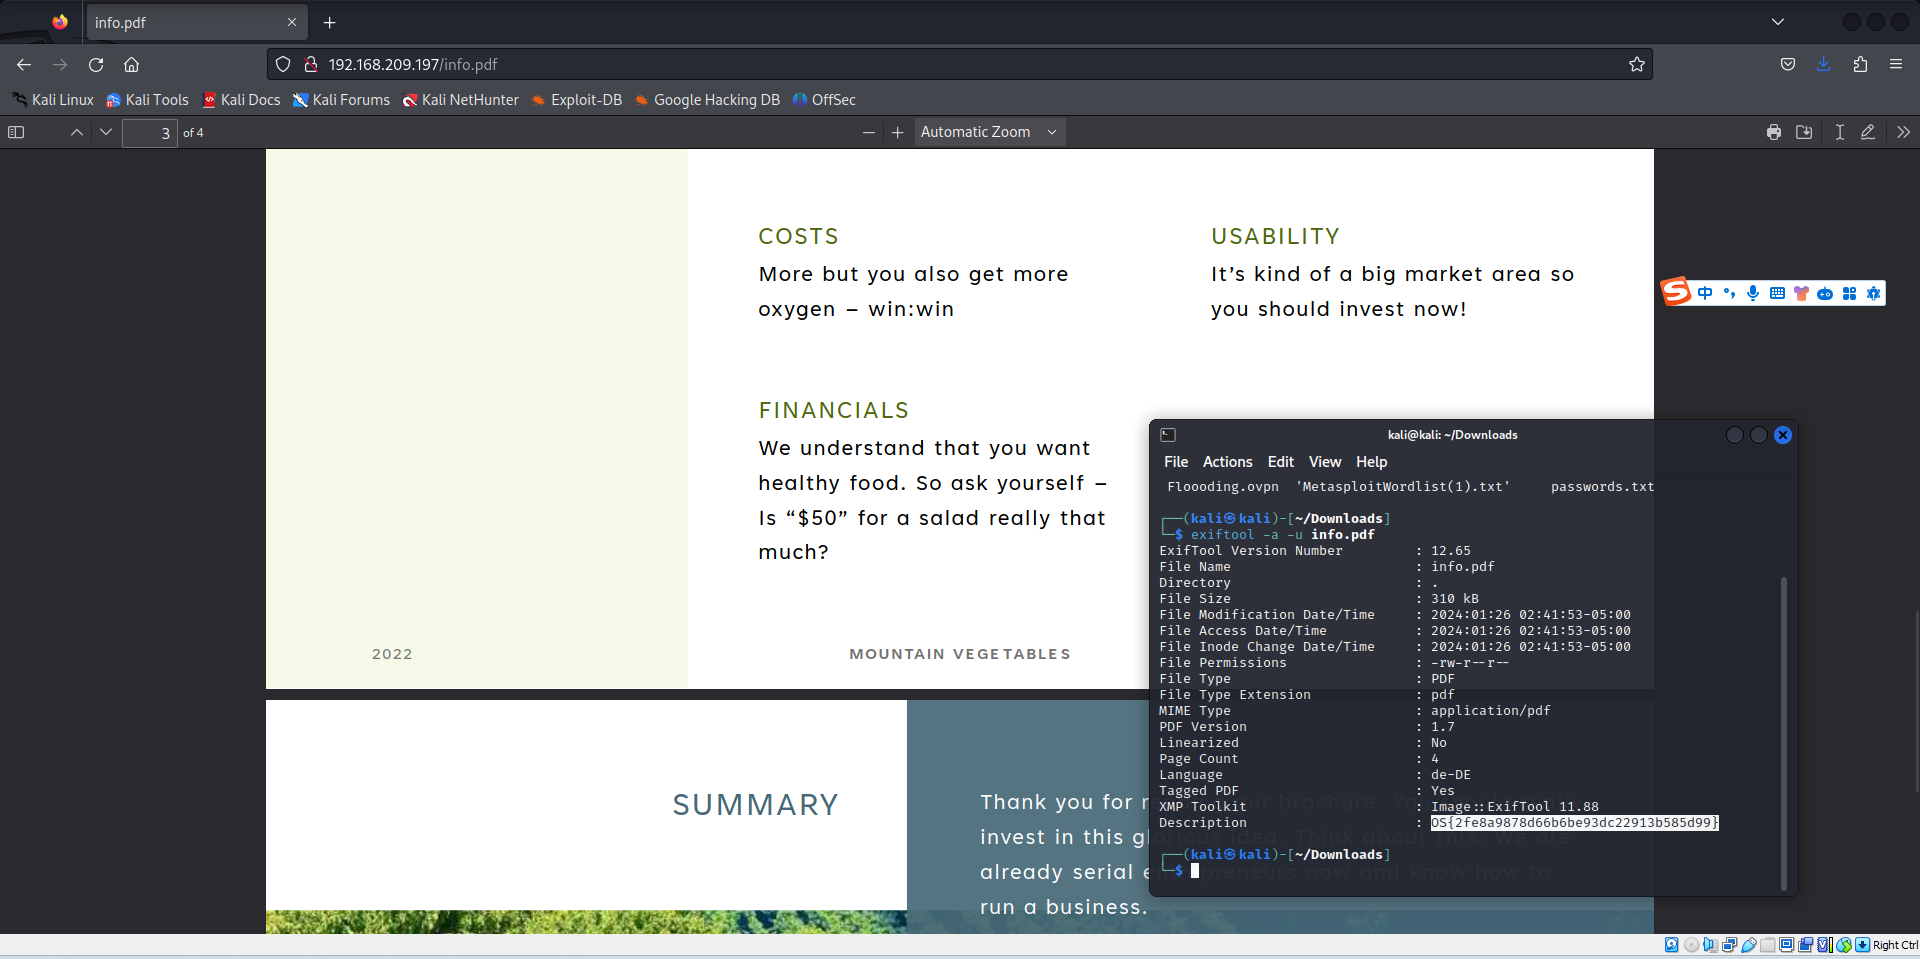 info.pdf
192.168.209.197/info.pdf
Kali Linux Kali Tools Kali Docs Kali Forums Kali NetHunter Exploit-DB Google Hacking DB OffSec
3 of 4 Automatic Zoom
COSTS
More but you also get more
oxygen – win:win
USABILITY
It’s kind of a big market area so
you should invest now!
中
FINANCIALS
We understand that you want
healthy food. So ask yourself –
Is “$50” for a salad really that
much?
2022
MOUNTAIN VEGETABLES
SUMMARY
Thank you for
invest in this
already serial
run a business.
kali@kali: ~/Downloads
File Actions Edit View Help
Floooding.ovpn 'MetasploitWordlist(1).txt' passwords.txt
┌──(kali㉿kali)-[~/Downloads]
└─$ exiftool -a -u info.pdf
ExifTool Version Number : 12.65
File Name : info.pdf
Directory : .
File Size : 310 kB
File Modification Date/Time : 2024:01:26 02:41:53-05:00
File Access Date/Time : 2024:01:26 02:41:53-05:00
File Inode Change Date/Time : 2024:01:26 02:41:53-05:00
File Permissions : -rw-r--r--
File Type : PDF
File Type Extension : pdf
MIME Type : application/pdf
PDF Version : 1.7
Linearized : No
Page Count : 4
Language : de-DE
Tagged PDF : Yes
XMP Toolkit : Image::ExifTool 11.88
Description : OS{2fe8a9878d66b6be93dc22913b585d99}
┌──(kali㉿kali)-[~/Downloads]
└─$
Right Ctrl